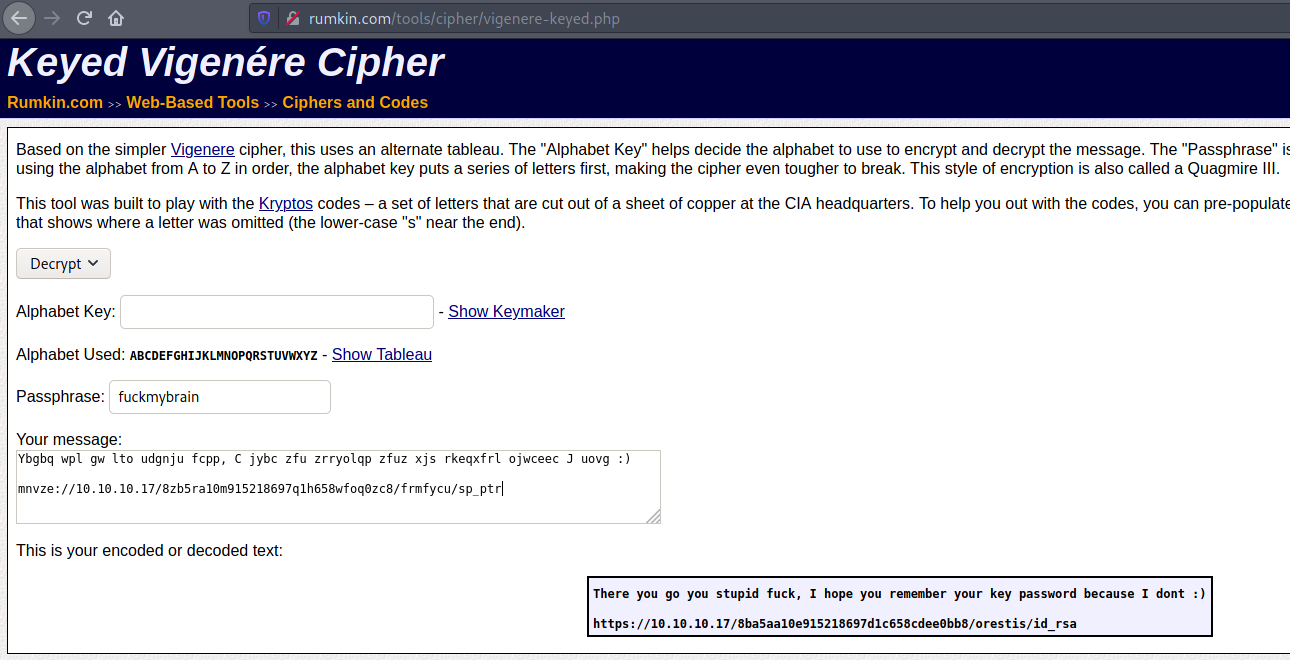 rumkin.com/tools/cipher/vigenere-keyed.php
Keyed Vigenére Cipher
Rumkin.com >> Web-Based Tools >> Ciphers and Codes
Based on the simpler Vigenere cipher, this uses an alternate tableau. The "Alphabet Key" helps decide the alphabet to use to encrypt and decrypt the message. The "Passphrase" is
using the alphabet from A to Z in order, the alphabet key puts a series of letters first, making the cipher even tougher to break. This style of encryption is also called a Quagmire III.
This tool was built to play with the Kryptos codes – a set of letters that are cut out of a sheet of copper at the CIA headquarters. To help you out with the codes, you can pre-populate
that shows where a letter was omitted (the lower-case "s" near the end).
Decrypt
Alphabet Key: - Show Keymaker
Alphabet Used: ABCDEFGHIJKLMNOPQRSTUVWXYZ - Show Tableau
Passphrase: fuckmybrain
Your message:
Ybgbq wpl gw lto udgnju fcpp, C jybc zfu zrryolqp zfuz xjs rkeqxfrl ojwceec J uovg :)
mnvze://10.10.10.17/8zb5ra10m915218697q1h658wfoq0zc8/frmfycu/sp_ptr
This is your encoded or decoded text:
There you go you stupid fuck, I hope you remember your key password because I dont :)
https://10.10.10.17/8ba5aa10e915218697d1c658cdee0bb8/orestis/id_rsa